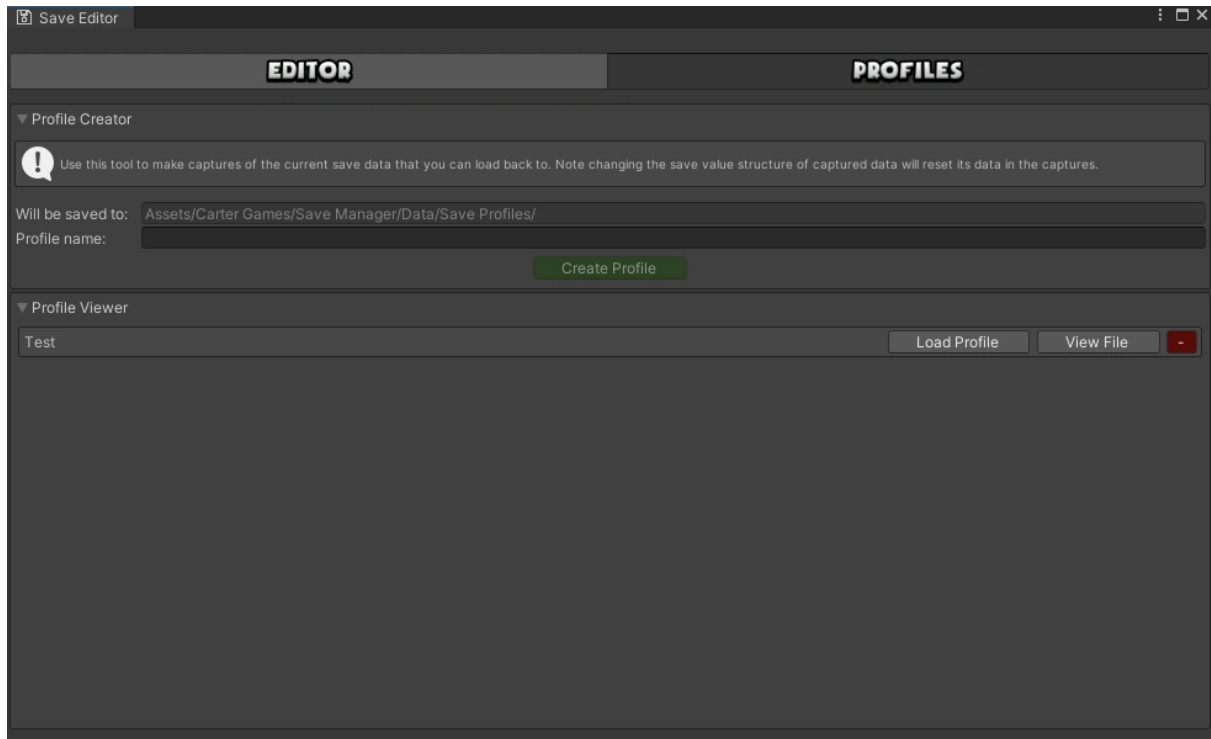 Save Editor
EDITOR PROFILES
Profile Creator
Use this tool to make captures of the current save data that you can load back to. Note changing the save value structure of captured data will reset its data in the captures.
Will be saved to: Assets/Carter Games/Save Manager/Data/Save Profiles/
Profile name:
Create Profile
Profile Viewer
Test Load Profile View File -